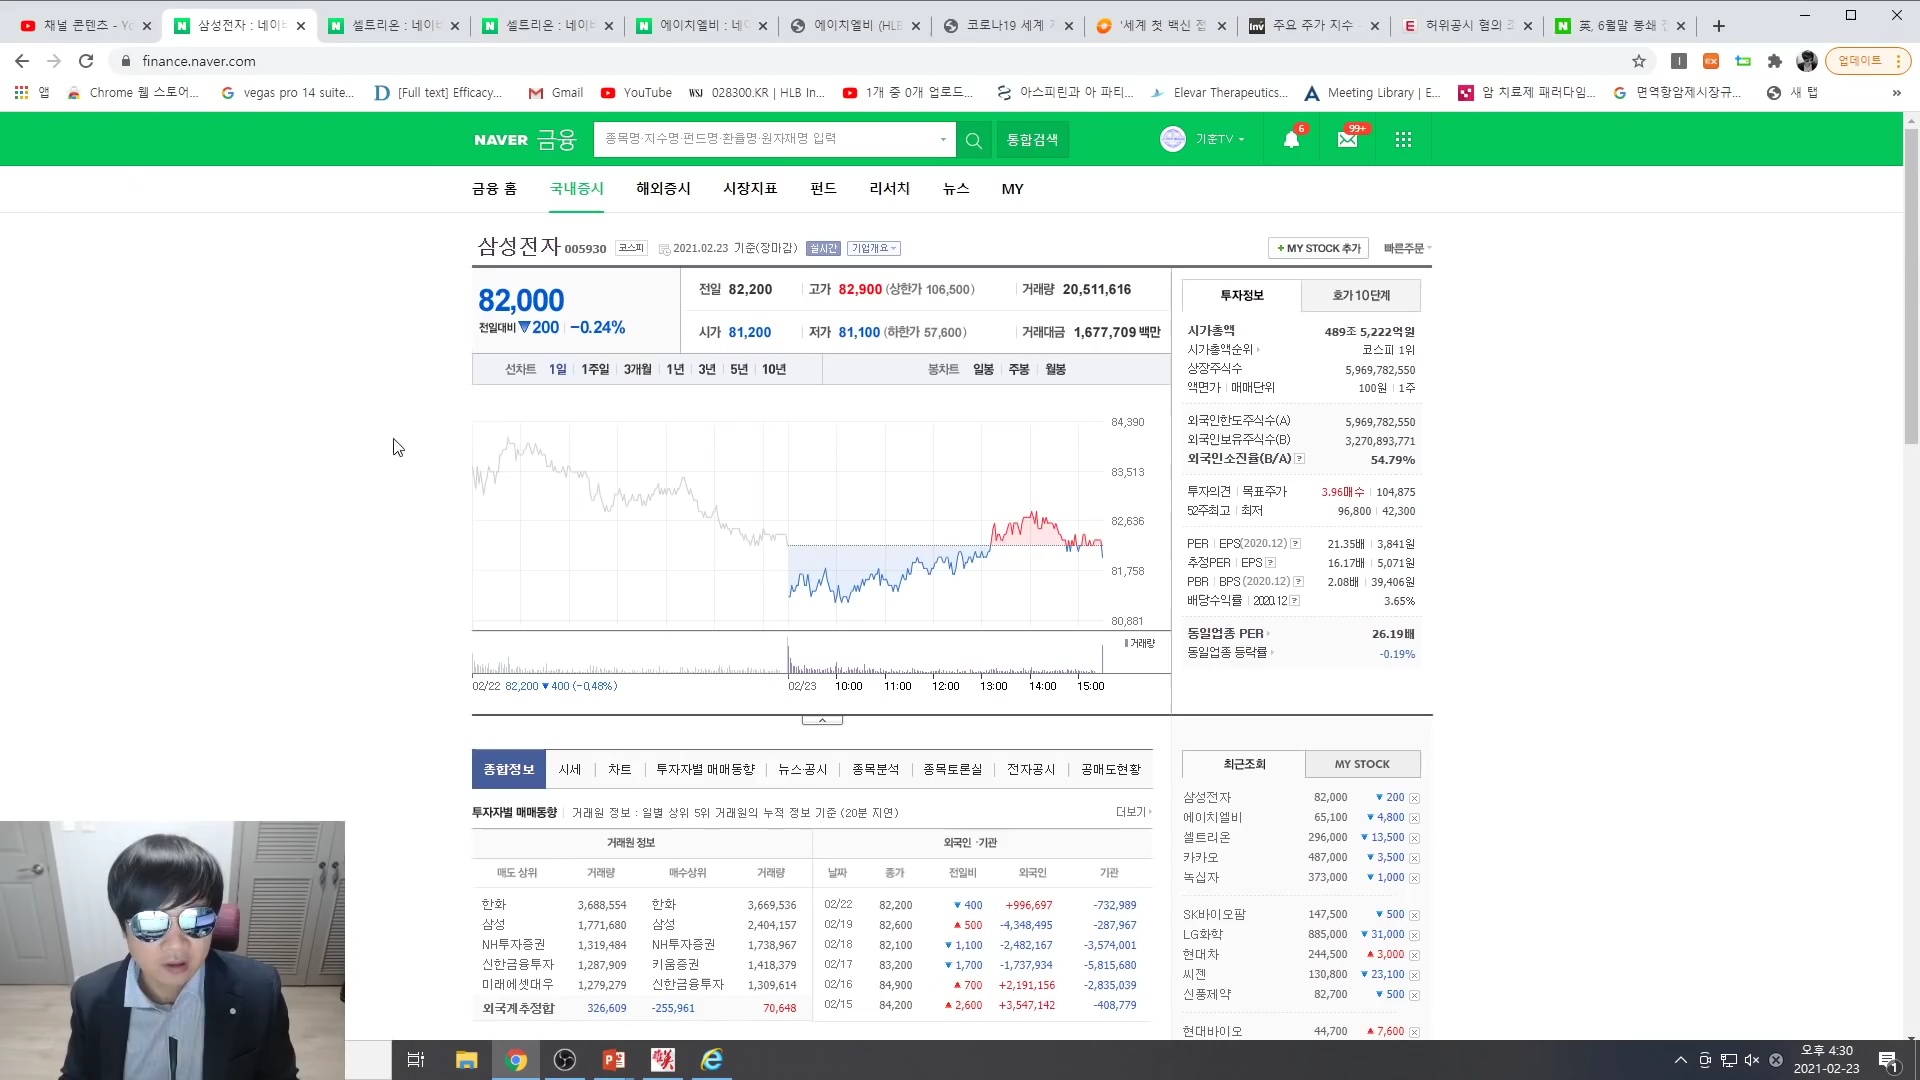 채널 콘텐츠 - Yo
삼성전자 : 네이버
셀트리온 : 네이버
셀트리온 : 네이버
에이치엘비 : 네이
에이치엘비 (HLB
코로나19 세계
'세계 첫 백신 접
주요 주가 지수 -
허위공시 혐의
英, 6월말 봉쇄
finance.naver.com
업데이트
앱
Chrome 웹 스토어...
vegas pro 14 suite...
[Full text] Efficacy...
Gmail
YouTube
WSJ 028300.KR | HLB In...
1개 중 0개 업로드...
아스피린과 아 파티...
Elevar Therapeutics...
Meeting Library | E...
암 치료제 패러다임...
면역항암제시장규...
새 탭
NAVER 금융
종목명·지수명·펀드명·환율명·원자재명 입력
통합검색
기훈TV
6
99+
금융 홈 국내증시 해외증시 시장지표 펀드 리서치 뉴스 MY
삼성전자 005930 코스피 2021.02.23 기준(장마감) 실시간 기업개요
+ MY STOCK 추가 빠른주문
82,000
전일대비 ▼200 -0.24%
전일 82,200 고가 82,900 (상한가 106,500) 거래량 20,511,616
시가 81,200 저가 81,100 (하한가 57,600) 거래대금 1,677,709 백만
선차트 1일 1주일 3개월 1년 3년 5년 10년 봉차트 일봉 주봉 월봉
84,390
83,513
82,636
81,758
80,881
거래량
02/22 82,200 ▼400 (-0.48%) 02/23 10:00 11:00 12:00 13:00 14:00 15:00
투자정보 호가 10단계
시가총액 489조 5,222억원
시가총액순위 코스피 1위
상장주식수 5,969,782,550
액면가 매매단위 100원 1주
외국인한도주식수(A) 5,969,782,550
외국인보유주식수(B) 3,270,893,771
외국인소진율(B/A) ? 54.79%
투자의견 목표주가 3.96매수 104,875
52주최고 최저 96,800 42,300
PER EPS(2020.12) ? 21.35배 3,841원
추정PER EPS ? 16.17배 5,071원
PBR BPS (2020.12) ? 2.08배 39,406원
배당수익률 2020.12 ? 3.65%
동일업종 PER 26.19배
동일업종 등락률 -0.19%
종합정보 시세 차트 투자자별 매매동향 뉴스·공시 종목분석 종목토론실 전자공시 공매도현황
투자자별 매매동향 거래원 정보 : 일별 상위 5위 거래원의 누적 정보 기준 (20분 지연) 더보기
거래원 정보 외국인·기관
매도 상위 거래량 매수상위 거래량 날짜 종가 전일비 외국인 기관
한화 3,688,554 한화 3,669,536 02/22 82,200 ▼400 +996,697 -732,989
삼성 1,771,680 삼성 2,404,157 02/19 82,600 ▲500 -4,348,495 -287,967
NH투자증권 1,319,484 NH투자증권 1,738,967 02/18 82,100 ▼1,100 -2,482,167 -3,574,001
신한금융투자 1,287,909 키움증권 1,418,379 02/17 83,200 ▼1,700 -1,737,934 -5,815,680
미래에셋대우 1,279,279 신한금융투자 1,309,614 02/16 84,900 ▲700 +2,191,156 -2,835,039
외국계추정합 326,609 -255,961 70,648 02/15 84,200 ▲2,600 +3,547,142 -408,779
최근조회 MY STOCK
삼성전자 82,000 ▼200
에이치엘비 65,100 ▼4,800
셀트리온 296,000 ▼13,500
카카오 487,000 ▼3,500
녹십자 373,000 ▼1,000
SK바이오팜 147,500 ▼500
LG화학 885,000 ▼31,000
현대차 244,500 ▲3,000
씨젠 130,800 ▼23,100
신풍제약 82,700 ▼500
현대바이오 44,700 ▲7,600
오후 4:30
2021-02-23
1